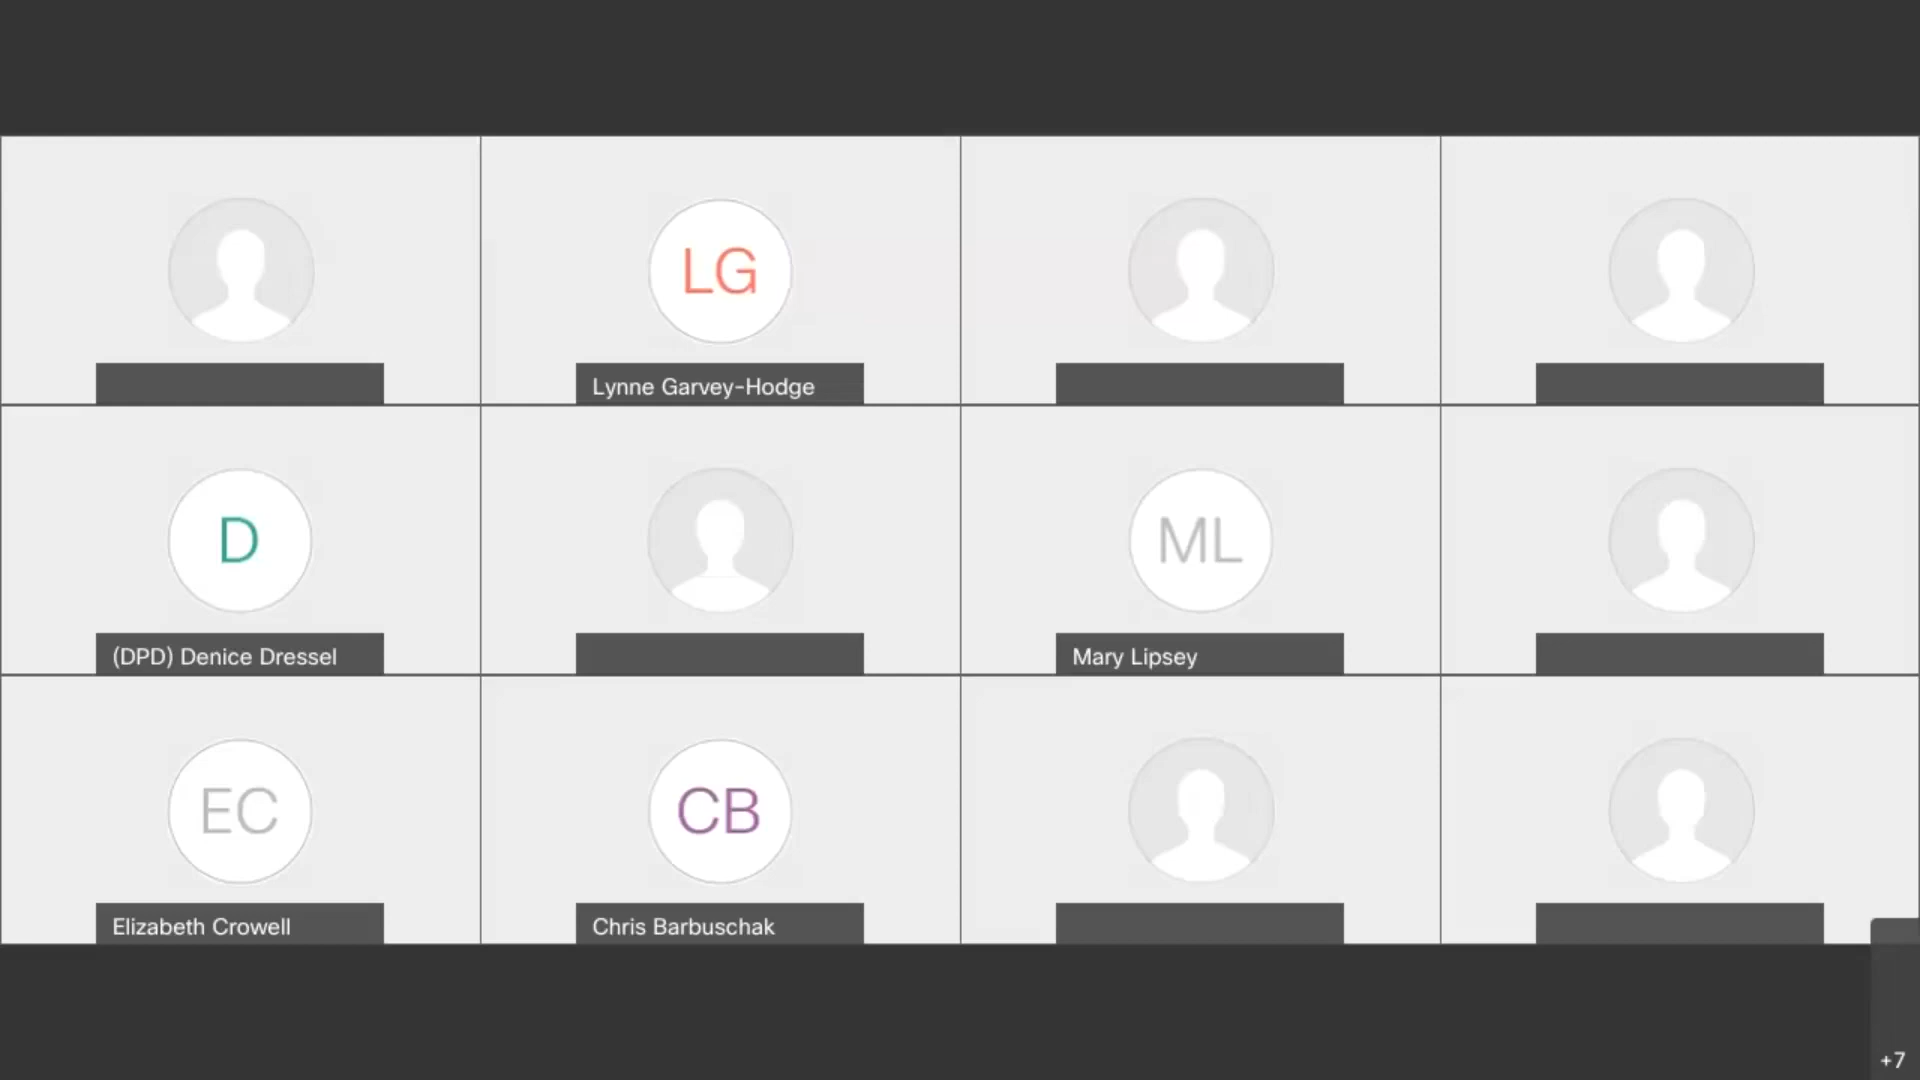 LG
Lynne Garvey-Hodge
D
ML
(DPD) Denice Dressel
Mary Lipsey
EC
CB
Elizabeth Crowell
Chris Barbuschak
+7